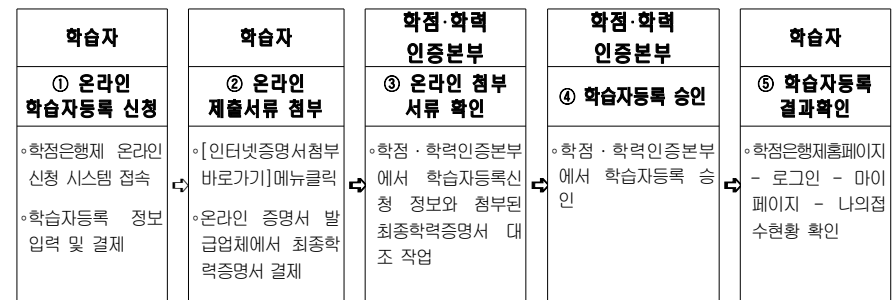 학습자
① 온라인
학습자등록 신청
◦학점은행제 온라인
신청 시스템 접속
◦학습자등록 정보
입력 및 결제
⇨
학습자
② 온라인
제출서류 첨부
◦[인터넷증명서첨부
바로가기]메뉴클릭
◦온라인 증명서 발
급업체에서 최종학
력증명서 결제
⇨
학점·학력
인증본부
③ 온라인 첨부
서류 확인
◦학점·학력인증본부
에서 학습자등록신
청 정보와 첨부된
최종학력증명서 대
조 작업
⇨
학점·학력
인증본부
④ 학습자등록 승인
◦학점·학력인증본부
에서 학습자등록 승
인
⇨
학습자
⑤ 학습자등록
결과확인
◦학점은행제홈페이지
- 로그인 - 마이
페이지 - 나의접
수현황 확인